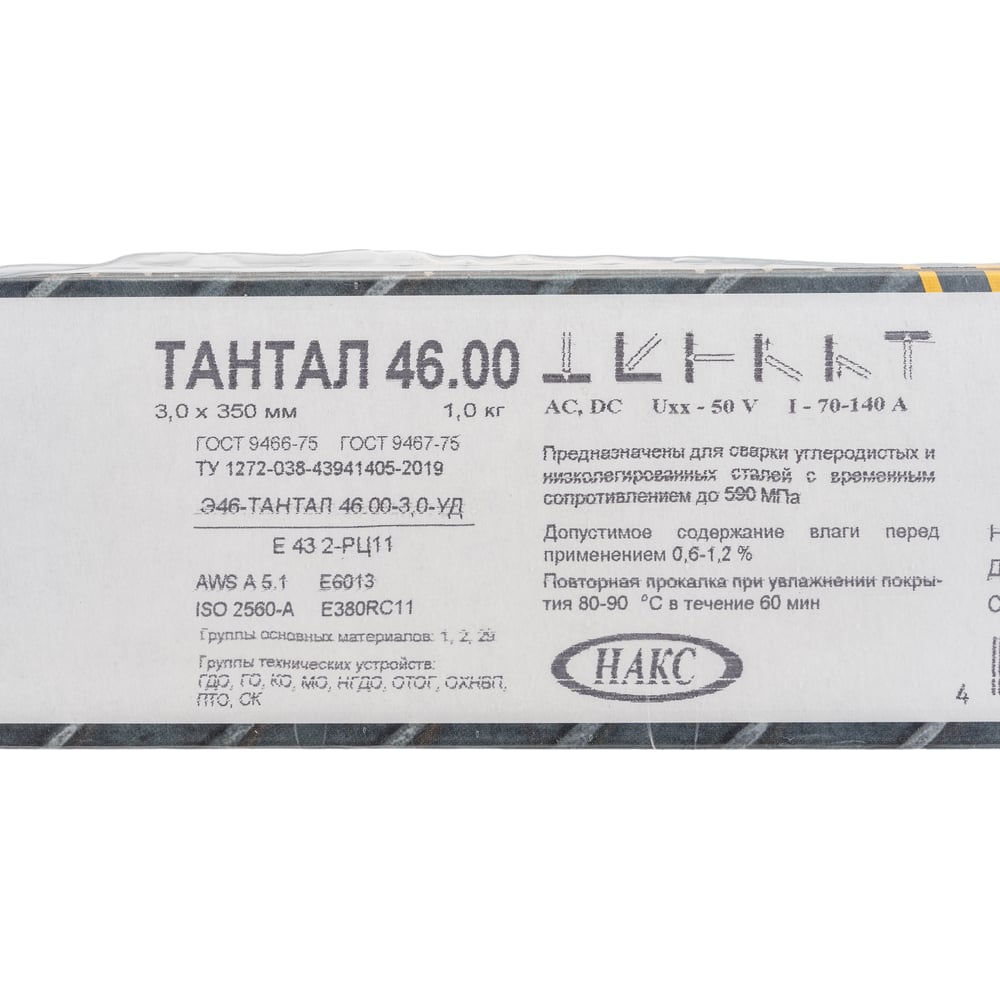 ТАНТАЛ 46.00
3,0 х 350 мм 1,0 кг
ГОСТ 9466-75 ГОСТ 9467-75
ТУ 1272-038-43941405-2019
Э46-ТАНТАЛ 46.00-3,0-УД
Е 43 2-РЦ11
AWS A 5.1 E6013
ISO 2560-A E380RC11
Группы основных материалов: 1, 2, 29
Группы технических устройств:
ГДО, ГО, КО, МО, НГДО, ОТОГ, ОХНВП,
ПТО, СК
AC, DC Uxx - 50 V I - 70-140 A
Предназначены для сварки углеродистых и
низколегированных сталей с временным
сопротивлением до 590 МПа
Допустимое содержание влаги перед
применением 0,6-1,2 %
Повторная прокалка при увлажнении покры-
тия 80-90 °С в течение 60 мин
НАКС
4